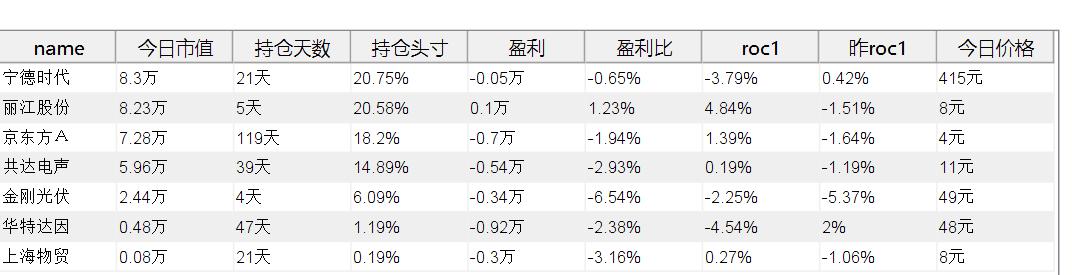 name 今日市值 持仓天数 持仓头寸 盈利 盈利比 roc1 昨roc1 今日价格
宁德时代 8.3万 21天 20.75% -0.05万 -0.65% -3.79% 0.42% 415元
丽江股份 8.23万 5天 20.58% 0.1万 1.23% 4.84% -1.51% 8元
京东方Ａ 7.28万 119天 18.2% -0.7万 -1.94% 1.39% -1.64% 4元
共达电声 5.96万 39天 14.89% -0.54万 -2.93% 0.19% -1.19% 11元
金刚光伏 2.44万 4天 6.09% -0.34万 -6.54% -2.25% -5.37% 49元
华特达因 0.48万 47天 1.19% -0.92万 -2.38% -4.54% 2% 48元
上海物贸 0.08万 21天 0.19% -0.3万 -3.16% 0.27% -1.06% 8元